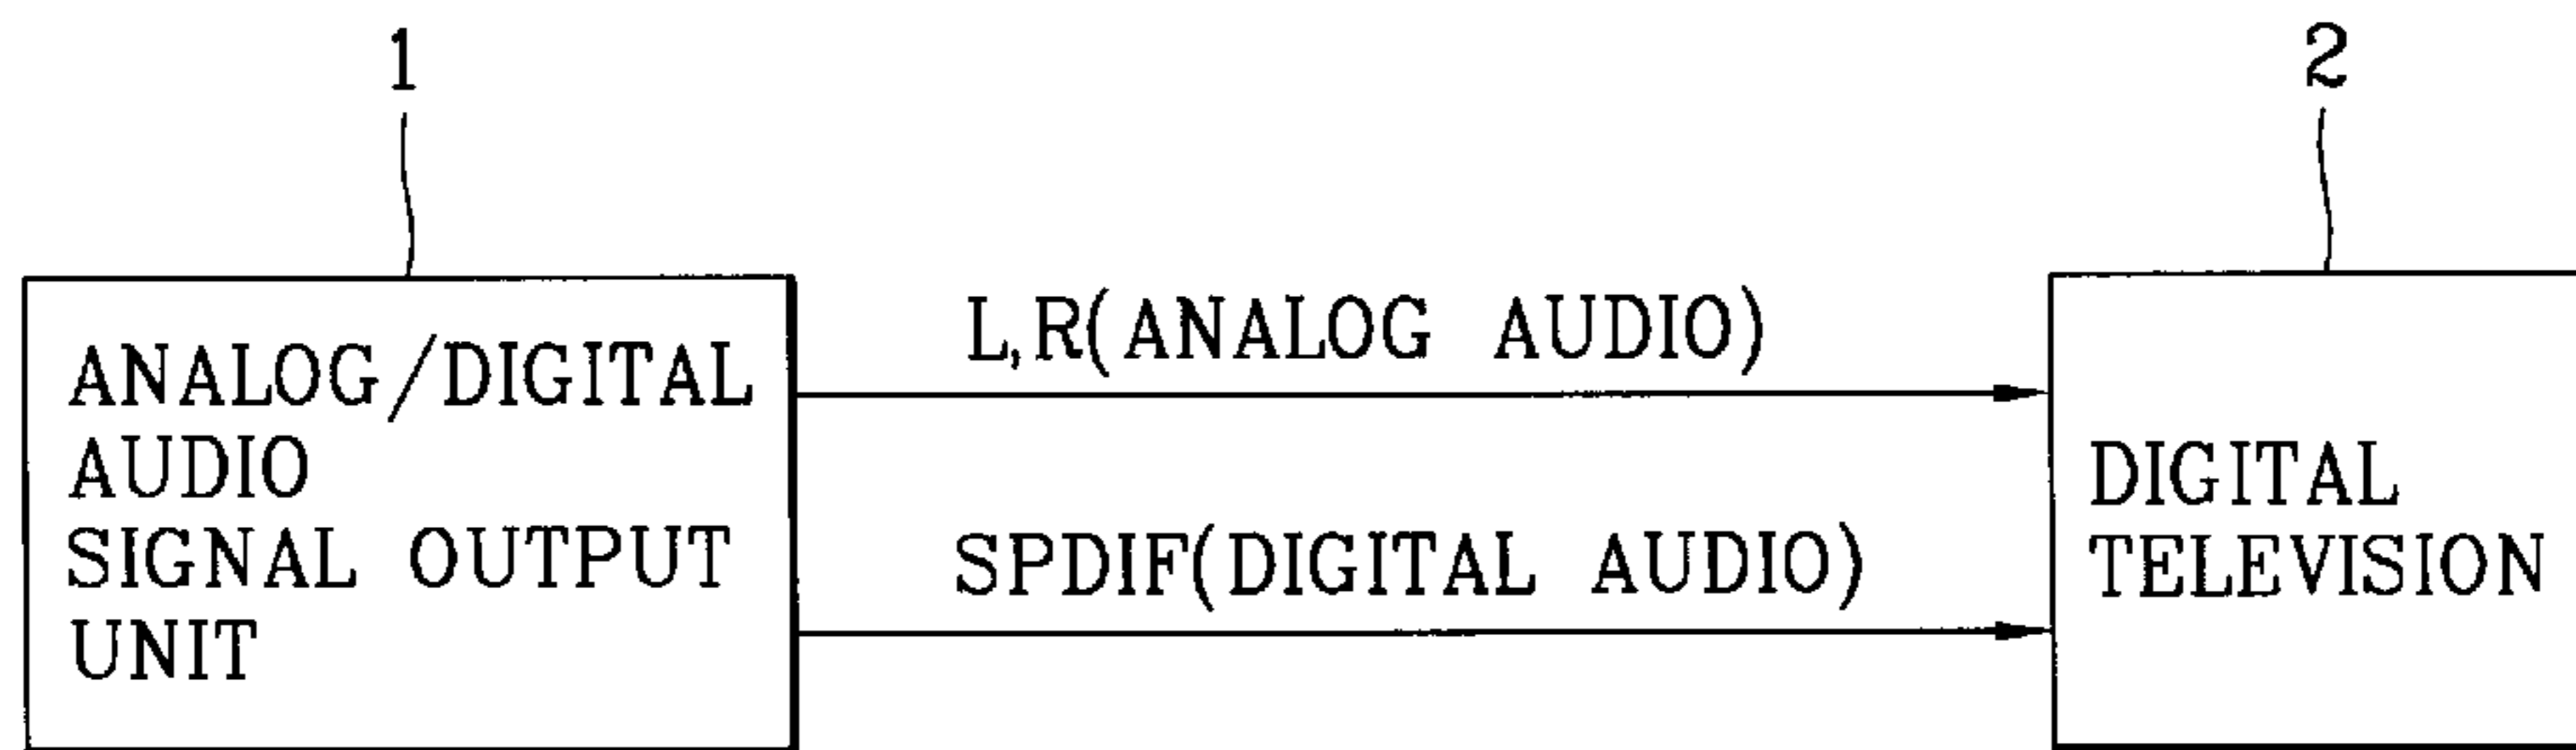 1
2
ANALOG/DIGITAL
AUDIO
SIGNAL OUTPUT
UNIT
L,R(ANALOG AUDIO)
SPDIF(DIGITAL AUDIO)
DIGITAL
TELEVISION